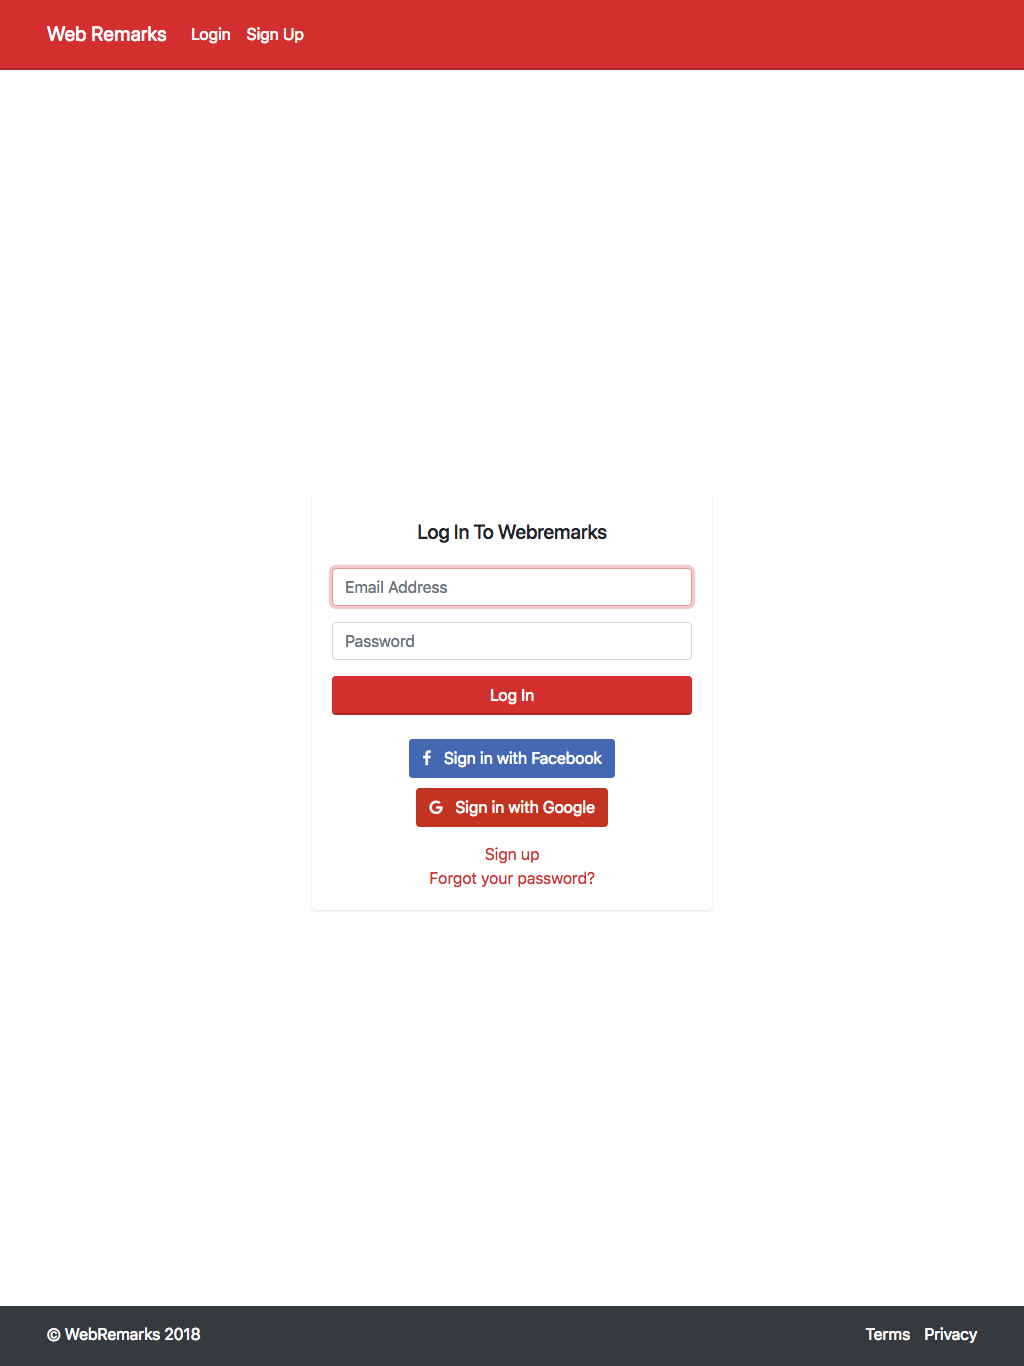 Web Remarks Login Sign Up
Log In To Webremarks
Email Address
Password
Log In
Sign in with Facebook
Sign in with Google
Sign up
Forgot your password?
© WebRemarks 2018 Terms Privacy